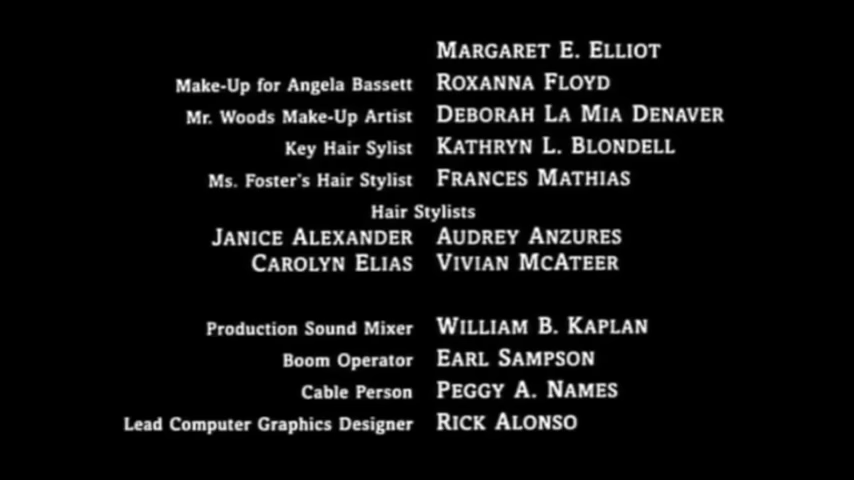 MARGARET E. ELLIOT
Make-Up for Angela Bassett ROXANNA FLOYD
Mr. Woods Make-Up Artist DEBORAH LA MIA DENAVER
Key Hair Sylist KATHRYN L. BLONDELL
Ms. Foster's Hair Stylist FRANCES MATHIAS
Hair Stylists
JANICE ALEXANDER AUDREY ANZURES
CAROLYN ELIAS VIVIAN MCATEER
Production Sound Mixer WILLIAM B. KAPLAN
Boom Operator EARL SAMPSON
Cable Person PEGGY A. NAMES
Lead Computer Graphics Designer RICK ALONSO